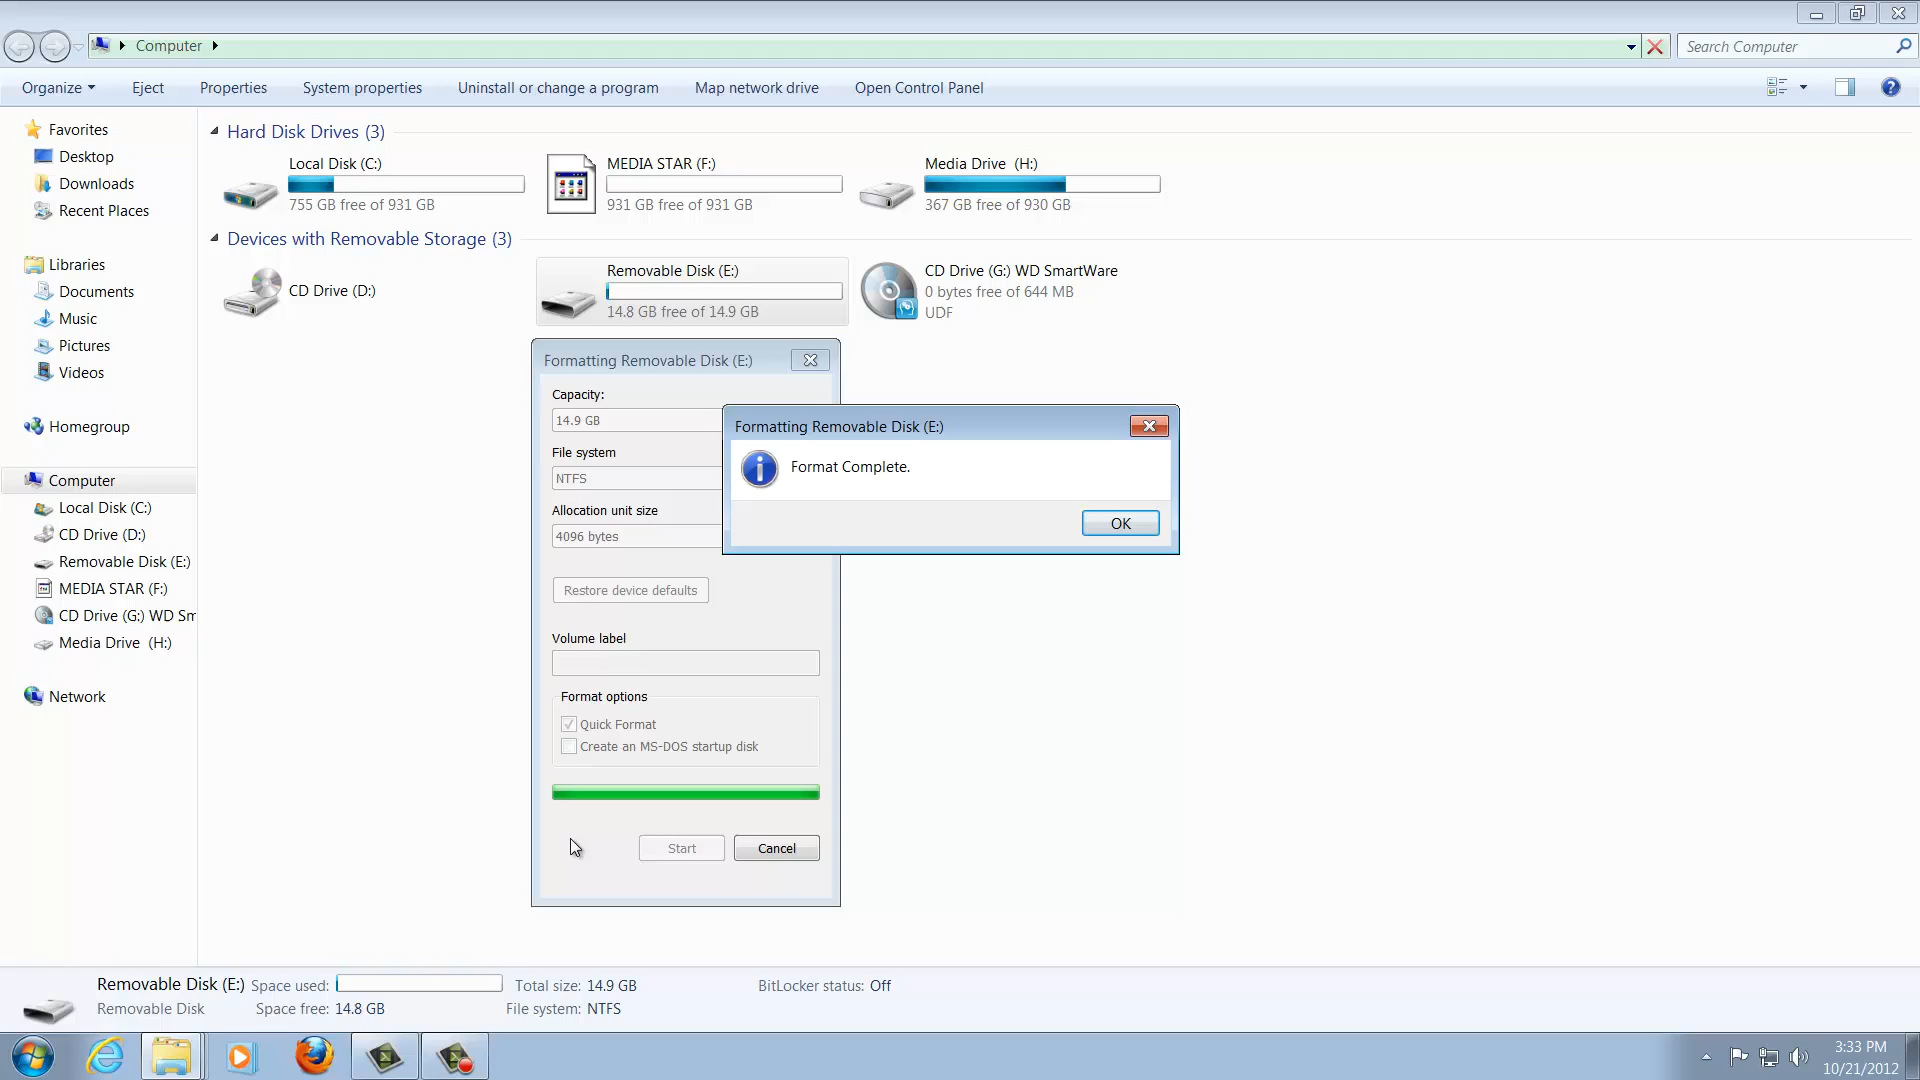 Computer
Search Computer
Organize
Eject
Properties
System properties
Uninstall or change a program
Map network drive
Open Control Panel
Favorites
Desktop
Downloads
Recent Places
Libraries
Documents
Music
Pictures
Videos
Homegroup
Computer
Local Disk (C:)
CD Drive (D:)
Removable Disk (E:)
MEDIA STAR (F:)
CD Drive (G:) WD Sm
Media Drive (H:)
Network
Hard Disk Drives (3)
Local Disk (C:)
755 GB free of 931 GB
MEDIA STAR (F:)
931 GB free of 931 GB
Media Drive (H:)
367 GB free of 930 GB
Devices with Removable Storage (3)
CD Drive (D:)
Removable Disk (E:)
14.8 GB free of 14.9 GB
CD Drive (G:) WD SmartWare
0 bytes free of 644 MB
UDF
Formatting Removable Disk (E:)
Capacity:
14.9 GB
File system
NTFS
Allocation unit size
4096 bytes
Restore device defaults
Volume label
Format options
Quick Format
Create an MS-DOS startup disk
Start
Cancel
Formatting Removable Disk (E:)
Format Complete.
OK
Removable Disk (E:)
Space used:
Total size: 14.9 GB
BitLocker status: Off
Removable Disk
Space free: 14.8 GB
File system: NTFS
3:33 PM
10/21/2012